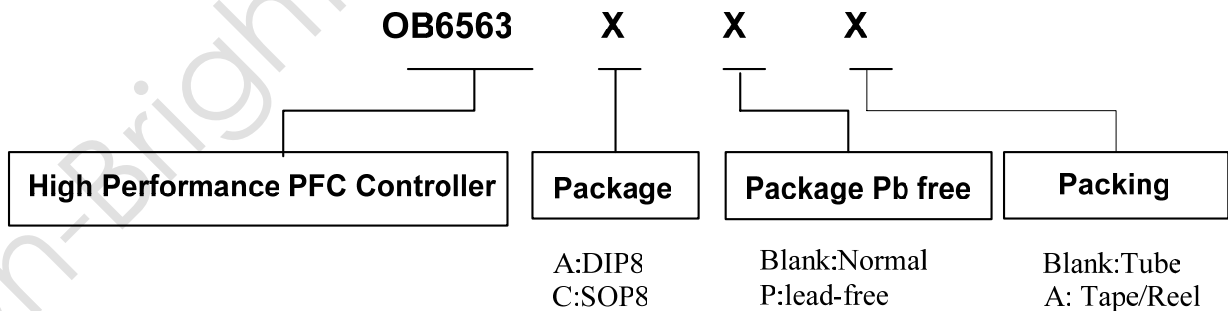 OB6563 X X X
High Performance PFC Controller Package Package Pb free Packing
A:DIP8 Blank:Normal Blank:Tube
C:SOP8 P:lead-free A: Tape/Reel
n-Bright